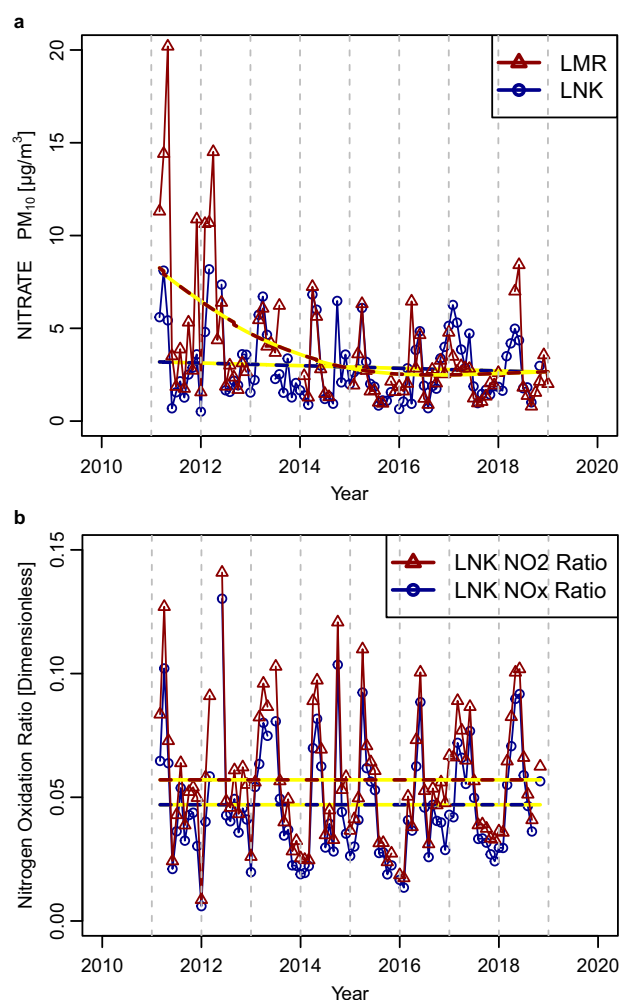 a
NITRATE PM10 [µg/m³]
20
15
10
5
0
LMR
LNK
2010 2012 2014 2016 2018 2020
Year
b
Nitrogen Oxidation Ratio [Dimensionless]
0.15
0.10
0.05
0.00
LNK NO2 Ratio
LNK NOx Ratio
2010 2012 2014 2016 2018 2020
Year